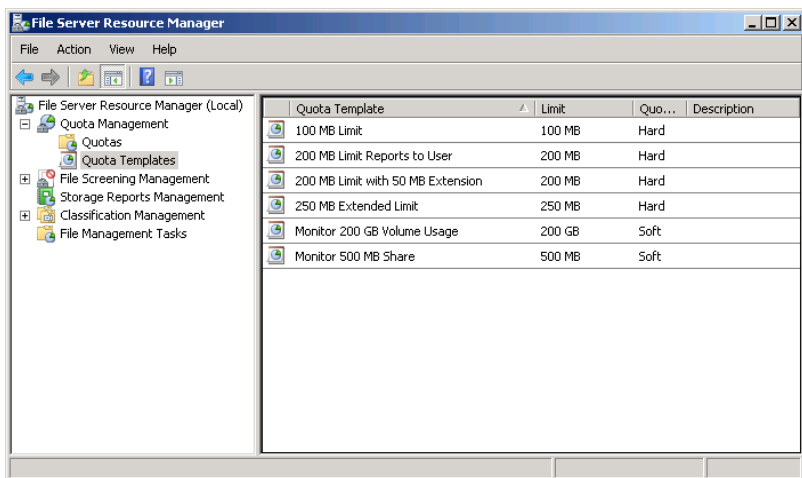 File Server Resource Manager
File Action View Help
File Server Resource Manager (Local)
Quota Management
Quotas
Quota Templates
File Screening Management
Storage Reports Management
Classification Management
File Management Tasks
Quota Template Limit Quo... Description
100 MB Limit 100 MB Hard
200 MB Limit Reports to User 200 MB Hard
200 MB Limit with 50 MB Extension 200 MB Hard
250 MB Extended Limit 250 MB Hard
Monitor 200 GB Volume Usage 200 GB Soft
Monitor 500 MB Share 500 MB Soft